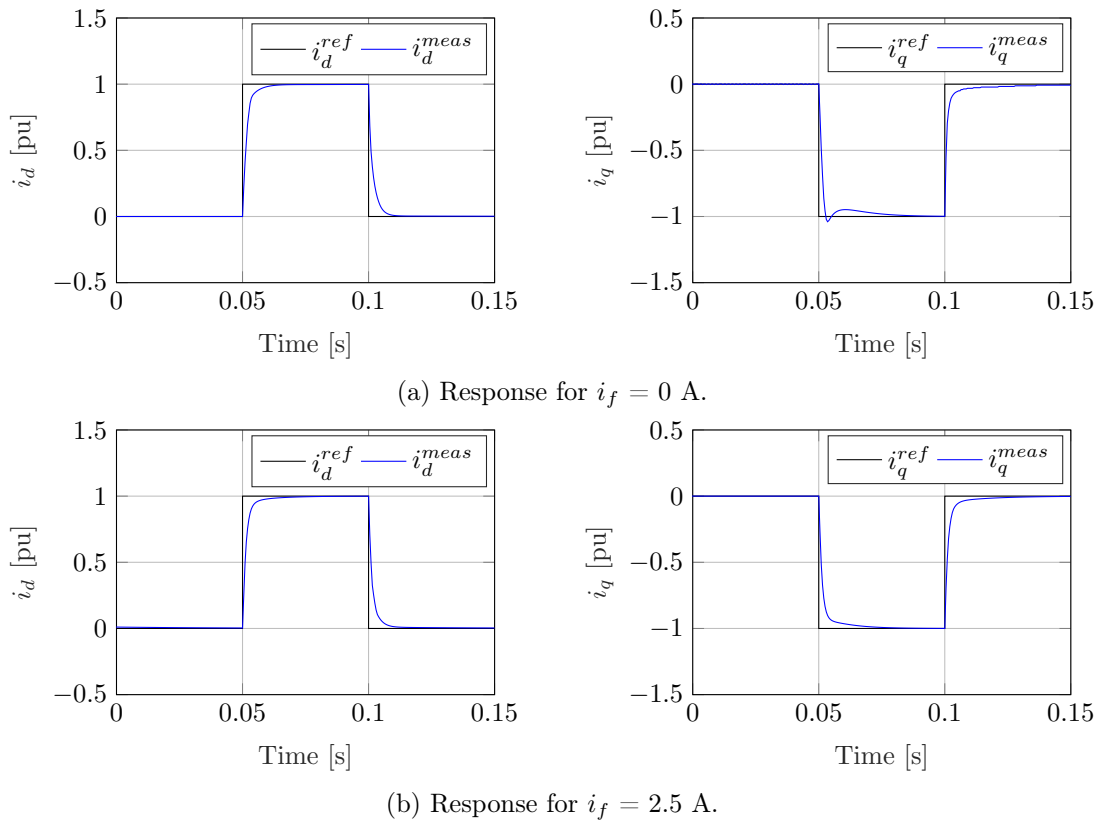 1.5
1
0.5
0
−0.5
i_d [pu]
i_d^{ref} i_d^{meas}
0 0.05 0.1 0.15
Time [s]
0.5
0
−0.5
−1
−1.5
i_q [pu]
i_q^{ref} i_q^{meas}
0 0.05 0.1 0.15
Time [s]
(a) Response for i_f = 0 A.
1.5
1
0.5
0
−0.5
i_d [pu]
i_d^{ref} i_d^{meas}
0 0.05 0.1 0.15
Time [s]
0.5
0
−0.5
−1
−1.5
i_q [pu]
i_q^{ref} i_q^{meas}
0 0.05 0.1 0.15
Time [s]
(b) Response for i_f = 2.5 A.